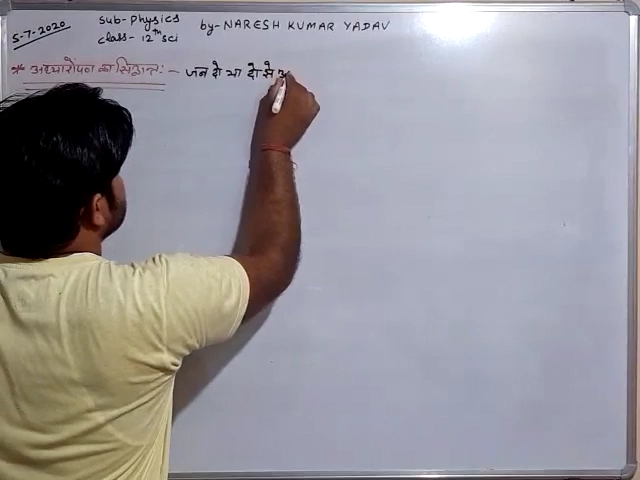 5-7-2020
Sub-Physics by-NARESH KUMAR YADAV
class- 12th sci
* अध्यारोपण का सिद्धान्त :- जब दो या दो से अ